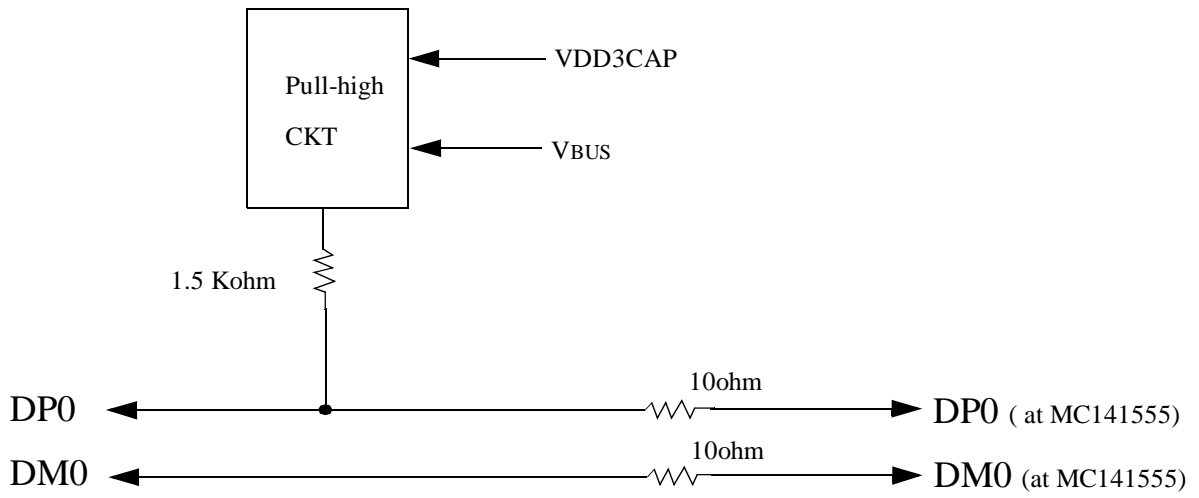 VDD3CAP
Pull-high
CKT
VBUS
1.5 Kohm
10ohm
DP0
DP0 ( at MC141555)
10ohm
DM0
DM0 (at MC141555)